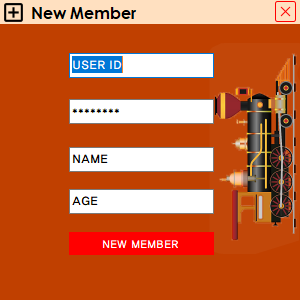 New Member
USER ID
********
NAME
AGE
NEW MEMBER